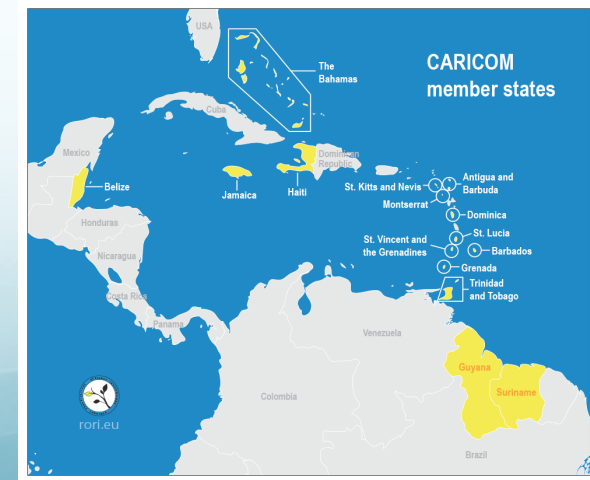 USA
CARICOM
member states
The
Bahamas
Cuba
Mexico
Dominican
Republic
Belize
Jamaica
Haiti
St. Kitts and Nevis
Antigua and
Barbuda
Montserrat
Honduras
Dominica
St. Lucia
St. Vincent and
the Grenadines
Barbados
Nicaragua
Grenada
Trinidad
and Tobago
Costa Rica
Panama
Venezuela
Guyana
Suriname
Colombia
rori.eu
Brazil